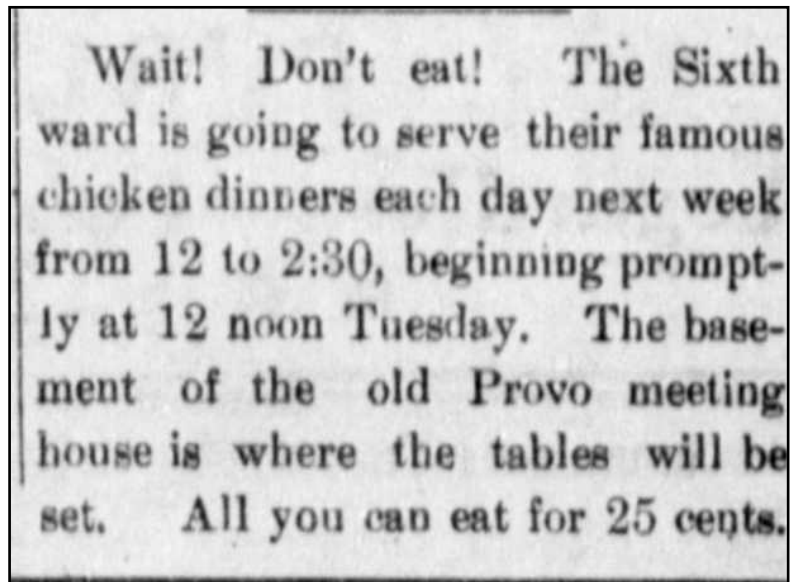 Wait! Don't eat! The Sixth
ward is going to serve their famous
chicken dinners each day next week
from 12 to 2:30, beginning prompt-
ly at 12 noon Tuesday. The base-
ment of the old Provo meeting
house is where the tables will be
set. All you can eat for 25 cents.